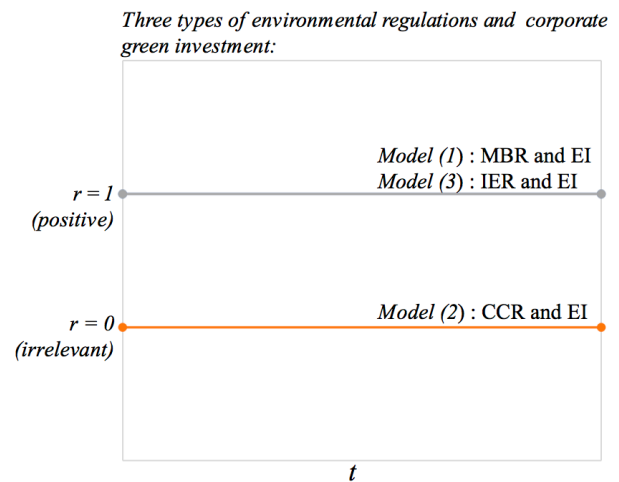 Three types of environmental regulations and corporate
green investment:
Model (1) : MBR and EI
Model (3) : IER and EI
r = 1
(positive)
Model (2) : CCR and EI
r = 0
(irrelevant)
t